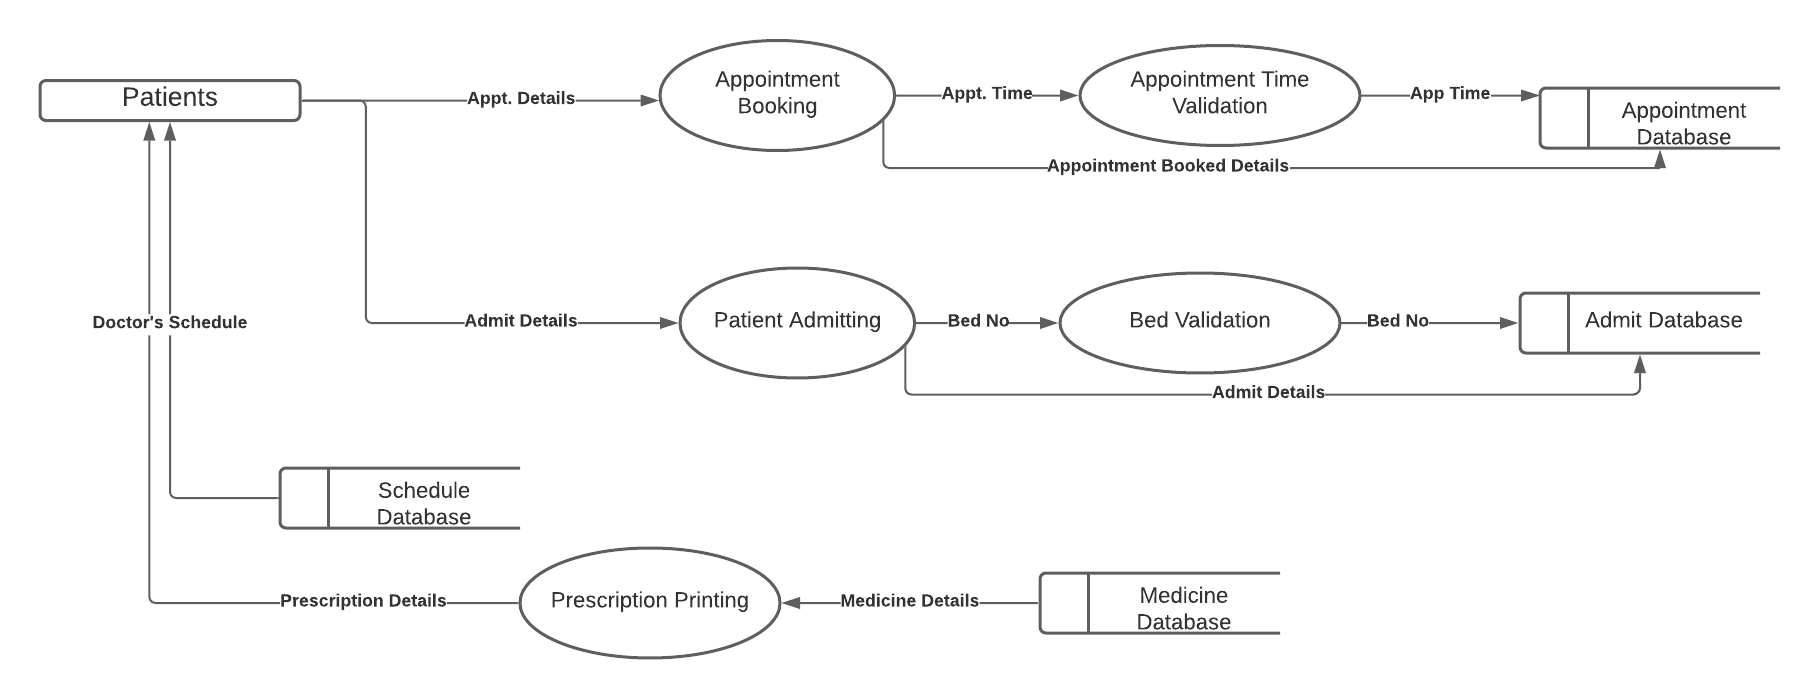 Patients
Appt. Details
Appointment
Booking
Appt. Time
Appointment Time
Validation
App Time
Appointment
Database
Appointment Booked Details
Doctor's Schedule
Admit Details
Patient Admitting
Bed No
Bed Validation
Bed No
Admit Database
Admit Details
Schedule
Database
Prescription Details
Prescription Printing
Medicine Details
Medicine
Database